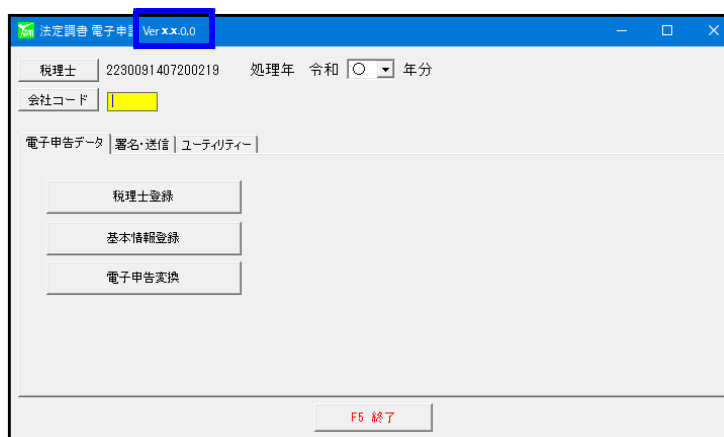 法定調書 電子申 Ver x.x.0.0
税理士 2230091407200219 処理年 令和 ○ 年分
会社コード
電子申告データ 署名・送信 ユーティリティー
税理士登録
基本情報登録
電子申告変換
F5 終了